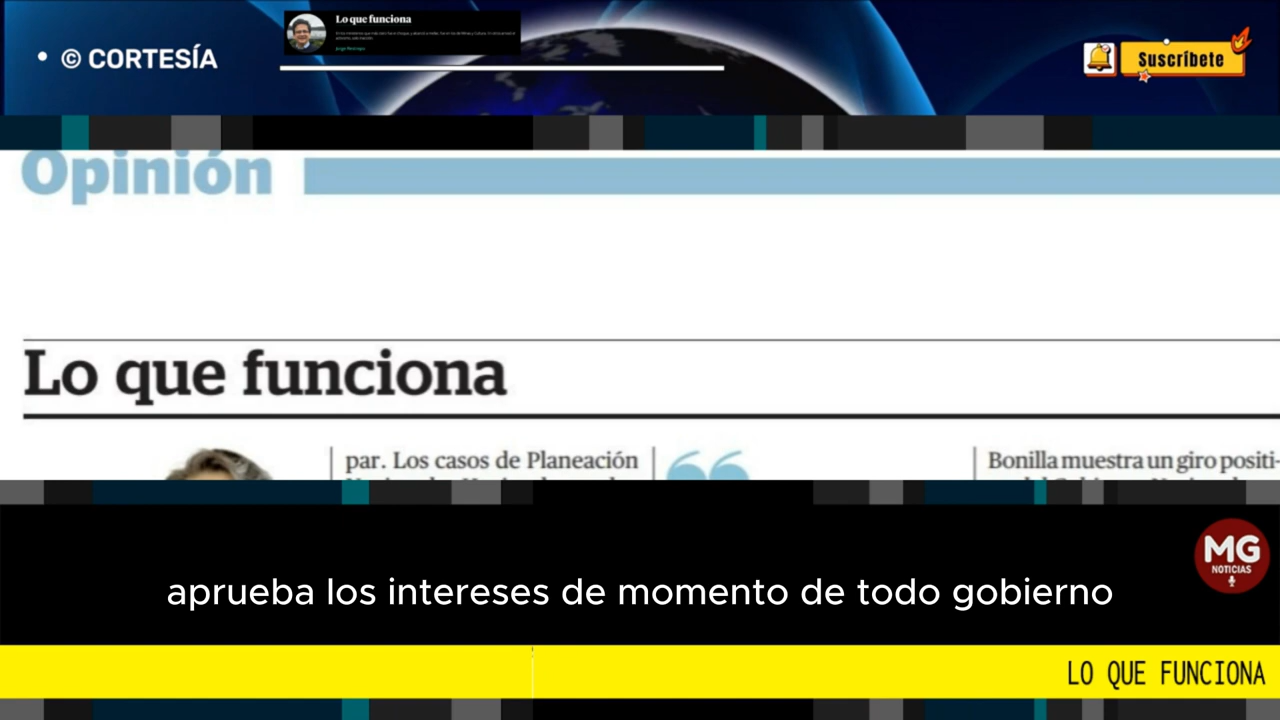 • © CORTESÍA
Lo que funciona
Suscríbete
Opinión
Lo que funciona
par. Los casos de Planeación
Bonilla muestra un giro positi-
aprueba los intereses de momento de todo gobierno
MG
NOTICIAS
LO QUE FUNCIONA